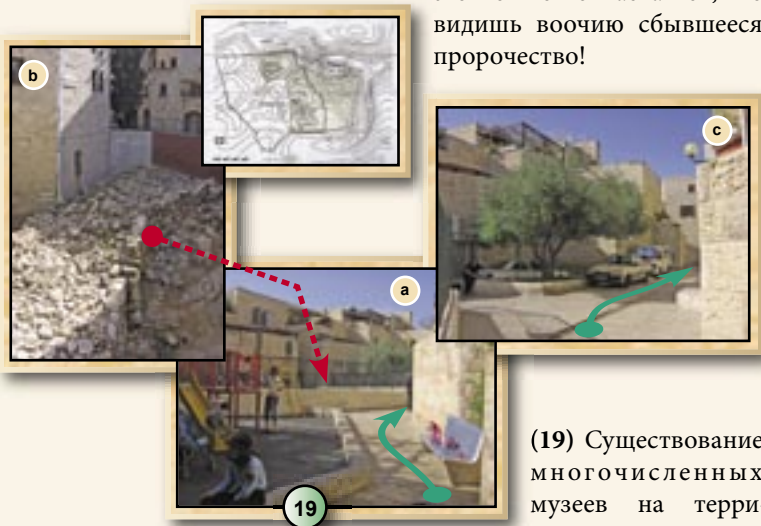 видишь воочию сбывшееся
пророчество!
b
c
a
19
(19) Существование
многочисленных
музеев на терри-